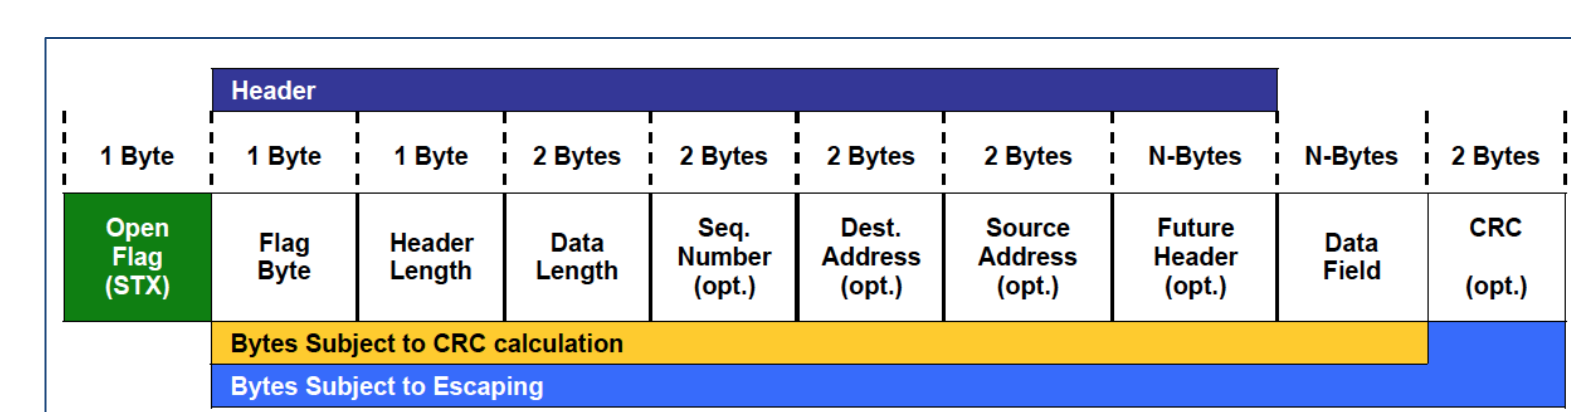 Header
1 Byte
1 Byte
1 Byte
2 Bytes
2 Bytes
2 Bytes
2 Bytes
N-Bytes
N-Bytes
2 Bytes
Open
Flag
(STX)
Flag
Byte
Header
Length
Data
Length
Seq.
Number
(opt.)
Dest.
Address
(opt.)
Source
Address
(opt.)
Future
Header
(opt.)
Data
Field
CRC
(opt.)
Bytes Subject to CRC calculation
Bytes Subject to Escaping